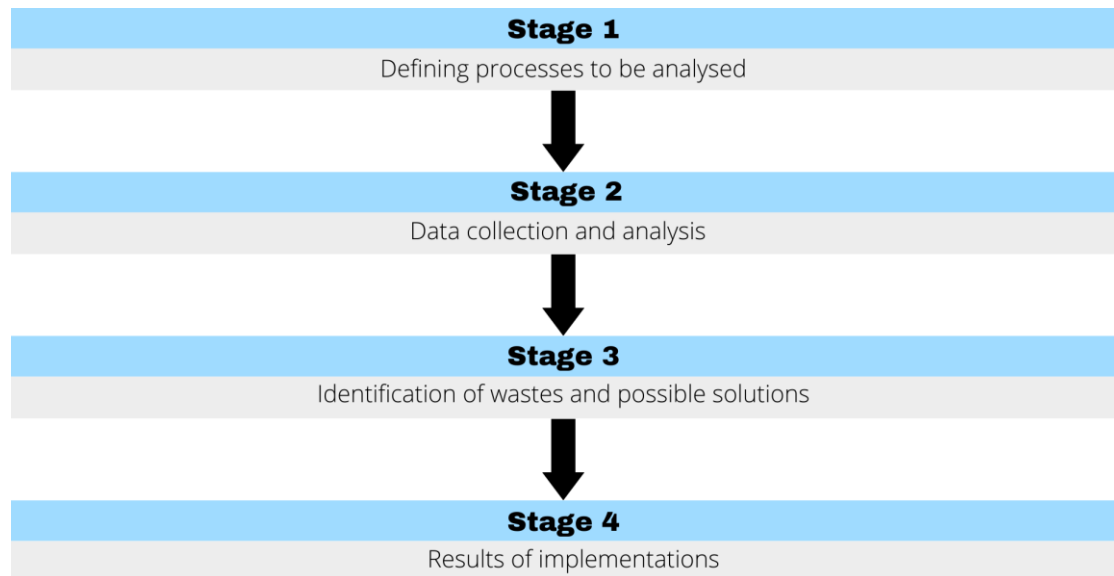 Stage 1
Defining processes to be analysed
Stage 2
Data collection and analysis
Stage 3
Identification of wastes and possible solutions
Stage 4
Results of implementations